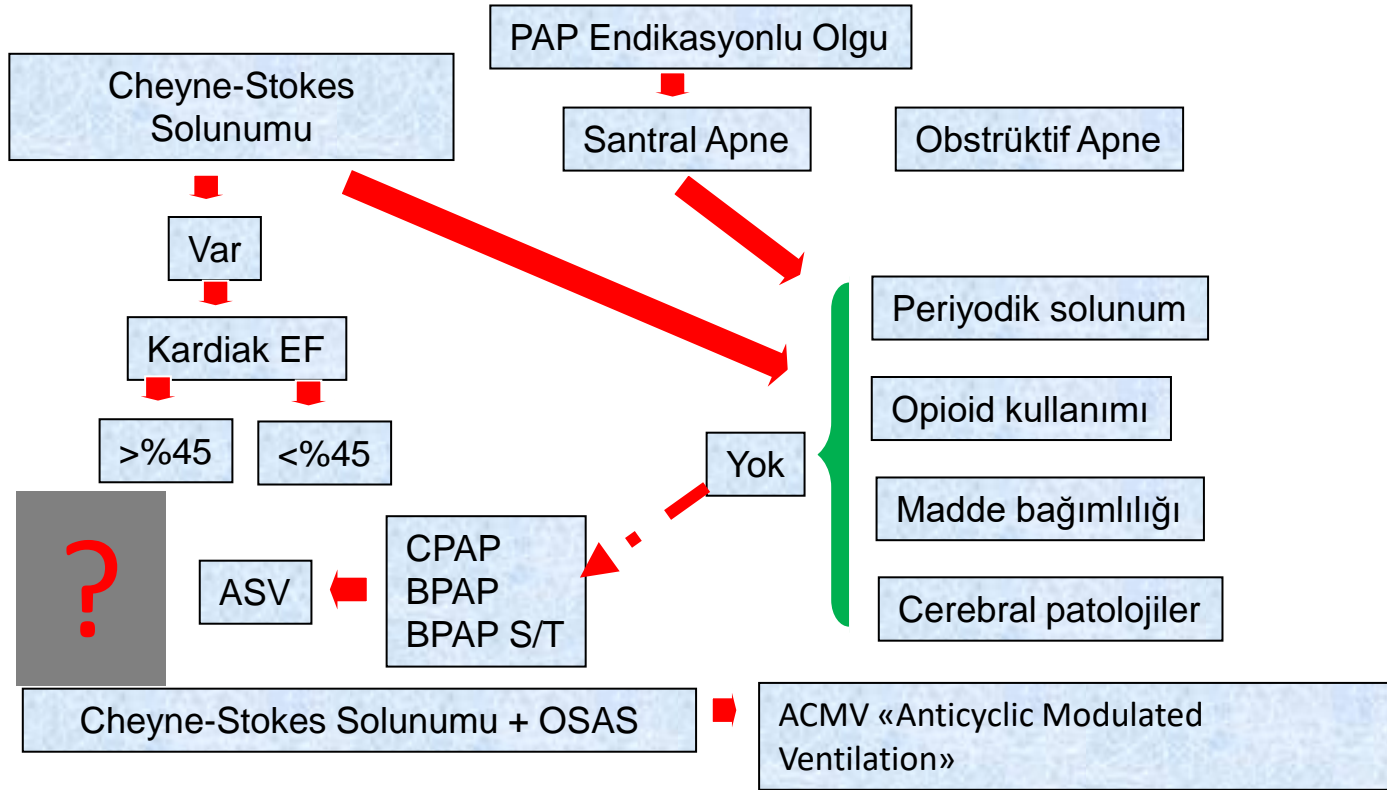 PAP Endikasyonlu Olgu
Cheyne-Stokes
Solunumu
Santral Apne
Obstrüktif Apne
Var
Kardiak EF
>%45
<%45
Periyodik solunum
Opioid kullanımı
Yok
Madde bağımlılığı
Cerebral patolojiler
?
ASV
CPAP
BPAP
BPAP S/T
Cheyne-Stokes Solunumu + OSAS
ACMV «Anticyclic Modulated
Ventilation»